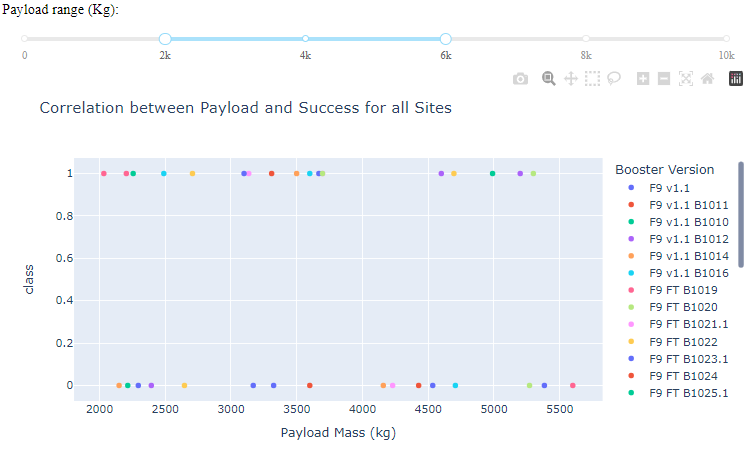 Payload range (Kg):
0 2k 4k 6k 8k 10k
Correlation between Payload and Success for all Sites
Booster Version
F9 v1.1
F9 v1.1 B1011
F9 v1.1 B1010
F9 v1.1 B1012
F9 v1.1 B1014
F9 v1.1 B1016
F9 FT B1019
F9 FT B1020
F9 FT B1021.1
F9 FT B1022
F9 FT B1023.1
F9 FT B1024
F9 FT B1025.1
class
1
0.8
0.6
0.4
0.2
0
2000 2500 3000 3500 4000 4500 5000 5500
Payload Mass (kg)